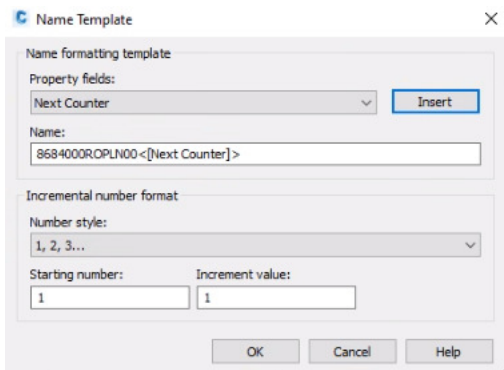 Name Template
Name formatting template
Property fields:
Next Counter
Insert
Name:
8684000ROPLN00<[Next Counter]>
Incremental number format
Number style:
1, 2, 3...
Starting number: Increment value:
1 1
OK Cancel Help